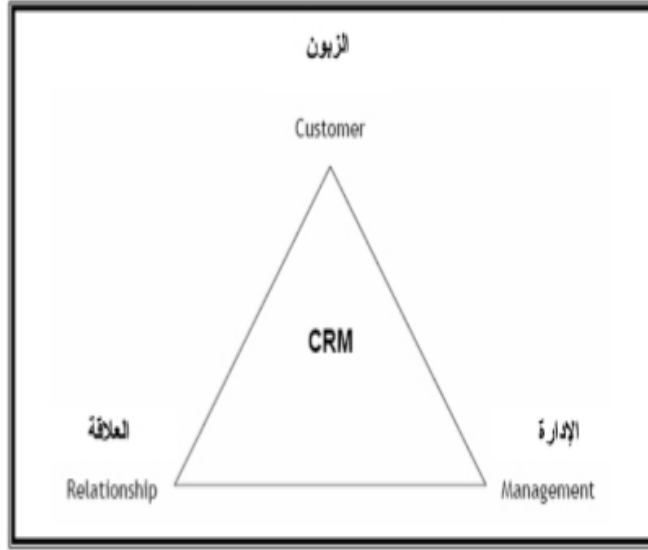 الزبون
Customer
CRM
العلاقة
الإدارة
Relationship
Management